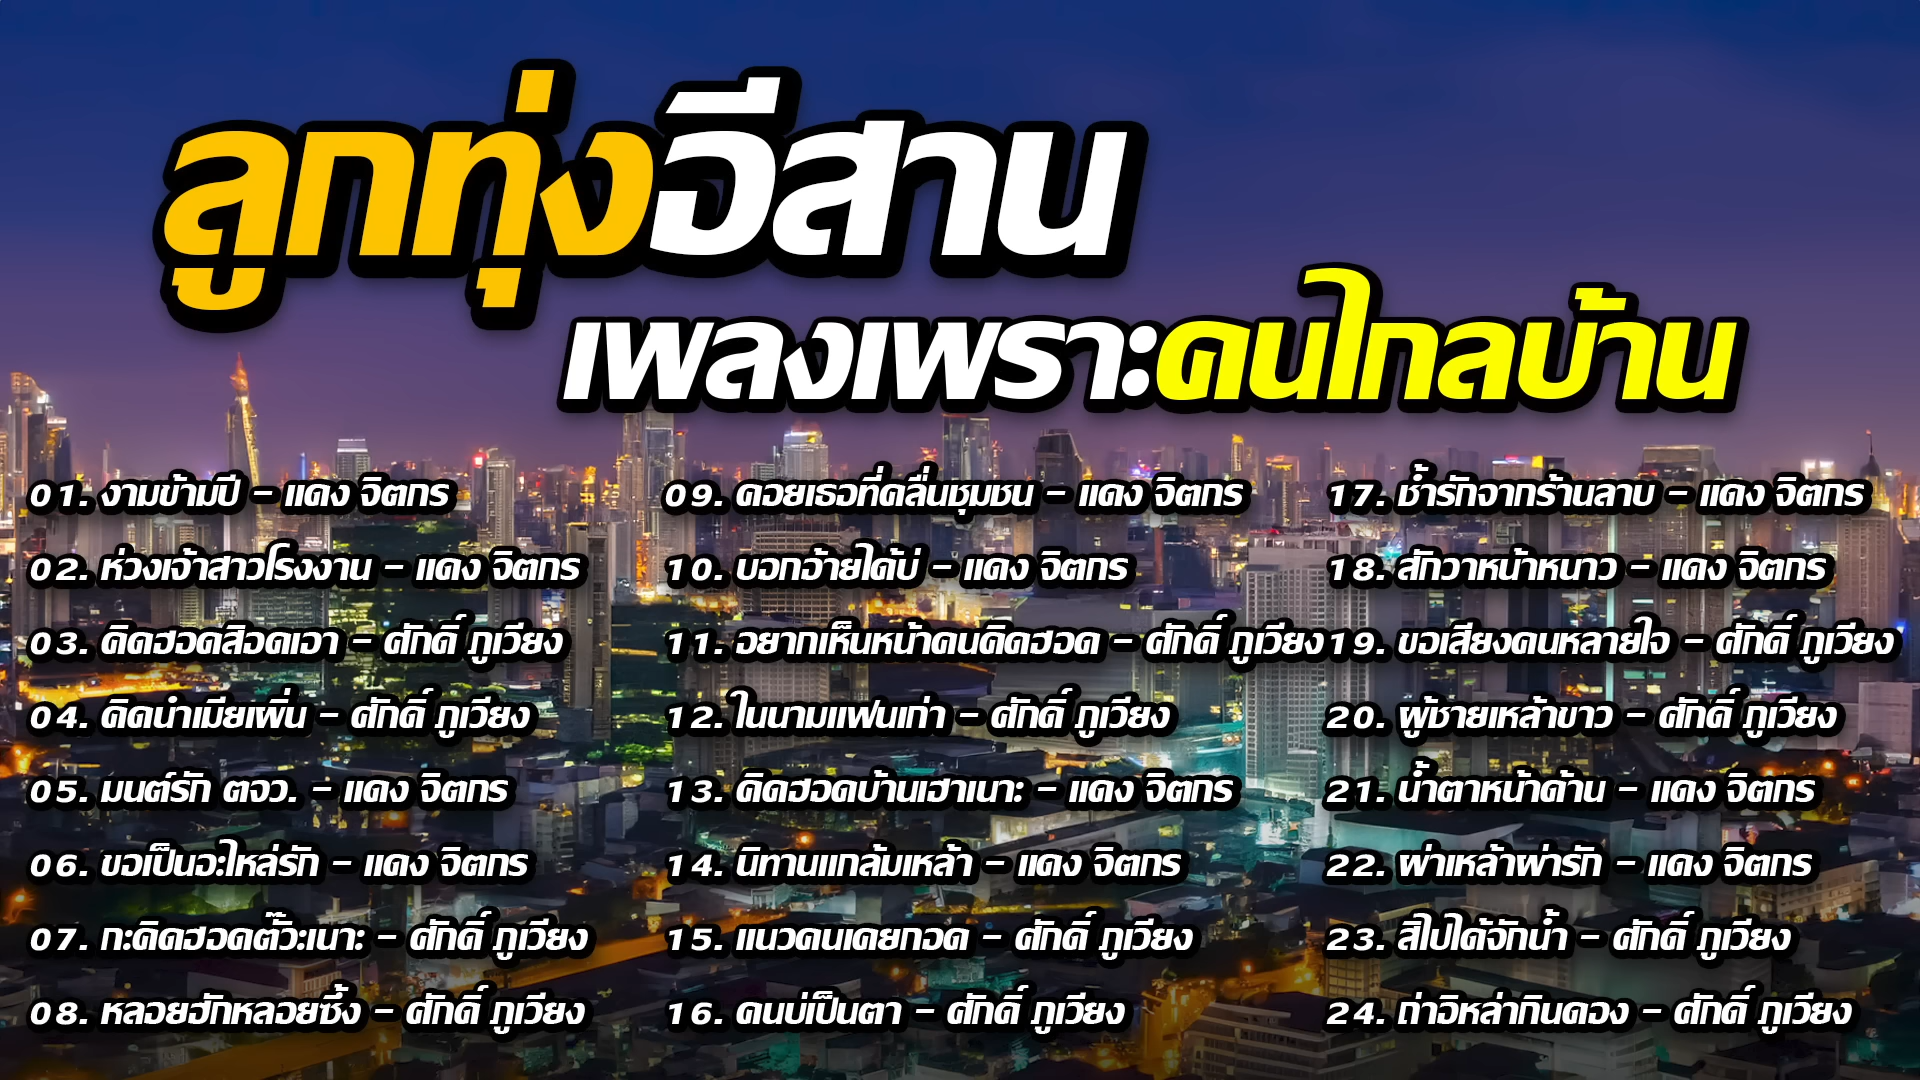 ลูกทุ่งอีสาน
เพลงเพราะคนไกลบ้าน
01. งามข้ามปี - แดง จิตกร
02. ห่วงเจ้าสาวโรงงาน - แดง จิตกร
03. คิดฮอดสิอดเอา - ศักดิ์ ภูเวียง
04. คิดนำเมียเผิ่น - ศักดิ์ ภูเวียง
05. มนต์รัก ตจว. - แดง จิตกร
06. ขอเป็นอะไหล่รัก - แดง จิตกร
07. กะคิดฮอดตั๊วะเนาะ - ศักดิ์ ภูเวียง
08. หลอยฮักหลอยซึ้ง - ศักดิ์ ภูเวียง
09. คอยเธอที่คลื่นชุมชน - แดง จิตกร
10. บอกอ้ายได้บ่ - แดง จิตกร
11. อยากเห็นหน้าคนคิดฮอด - ศักดิ์ ภูเวียง
12. ในนามแฟนเก่า - ศักดิ์ ภูเวียง
13. คิดฮอดบ้านเฮาเนาะ - แดง จิตกร
14. นิทานแกล้มเหล้า - แดง จิตกร
15. แนวคนเคยกอด - ศักดิ์ ภูเวียง
16. คนบ่เป็นตา - ศักดิ์ ภูเวียง
17. ช้ำรักจากร้านลาบ - แดง จิตกร
18. สักวาหน้าหนาว - แดง จิตกร
19. ขอเสียงคนหลายใจ - ศักดิ์ ภูเวียง
20. ผู้ชายเหล้าขาว - ศักดิ์ ภูเวียง
21. น้ำตาหน้าด้าน - แดง จิตกร
22. ผ่าเหล้าผ่ารัก - แดง จิตกร
23. สิไปได้จักน้ำ - ศักดิ์ ภูเวียง
24. ถ่าอิหล่ากินดอง - ศักดิ์ ภูเวียง